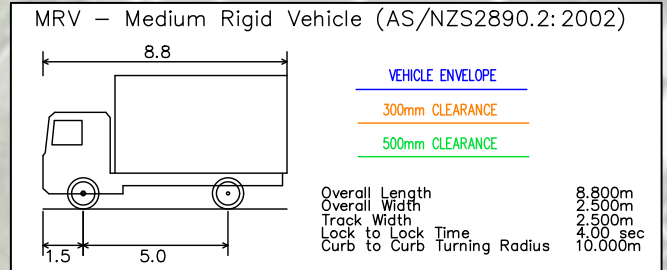 MRV - Medium Rigid Vehicle (AS/NZS2890.2:2002)
8.8
VEHICLE ENVELOPE
300mm CLEARANCE
500mm CLEARANCE
Overall Length 8.800m
Overall Width 2.500m
Track Width 2.500m
Lock to Lock Time 4.00 sec
Curb to Curb Turning Radius 10.000m
1.5 5.0